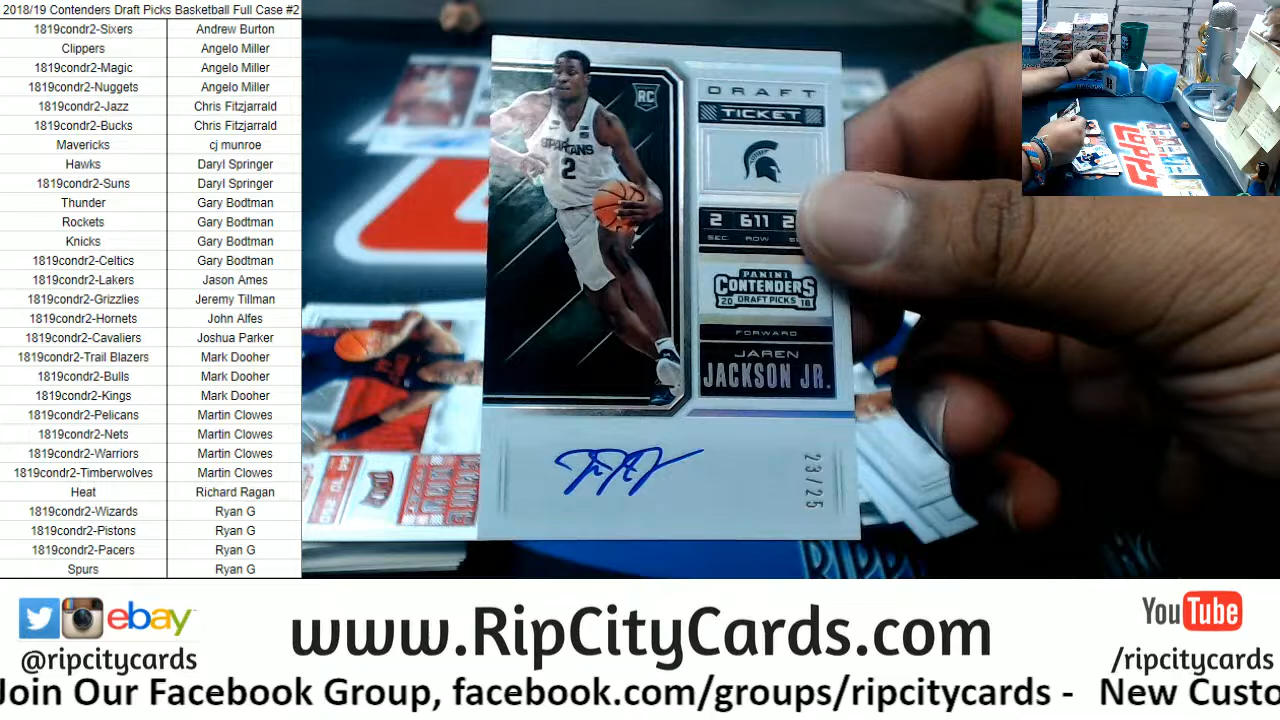 2018/19 Contenders Draft Picks Basketball Full Case #2
1819condr2-Sixers Andrew Burton
Clippers Angelo Miller
1819condr2-Magic Angelo Miller
1819condr2-Nuggets Angelo Miller
1819condr2-Jazz Chris Fitzjarrald
1819condr2-Bucks Chris Fitzjarrald
Mavericks cj munroe
Hawks Daryl Springer
1819condr2-Suns Daryl Springer
Thunder Gary Bodtman
Rockets Gary Bodtman
Knicks Gary Bodtman
Celtics Gary Bodtman
1819condr2-Lakers Jason Ames
1819condr2-Grizzlies Jeremy Tillman
1819condr2-Hornets John Alfes
1819condr2-Cavaliers Joshua Parker
1819condr2-Trail Blazers Mark Dooher
1819condr2-Bulls Mark Dooher
1819condr2-Kings Mark Dooher
1819condr2-Pelicans Martin Clowes
1819condr2-Nets Martin Clowes
1819condr2-Warriors Martin Clowes
1819condr2-Timberwolves Martin Clowes
Heat Richard Ragan
1819condr2-Wizards Ryan G
1819condr2-Pistons Ryan G
1819condr2-Pacers Ryan G
Spurs Ryan G
RC
SPARTANS
2
DRAFT
TICKET
2 611 2
SEC ROW
PANINI
CONTENDERS
20 DRAFT PICKS 18
FORWARD
JAREN
JACKSON JR.
23/25
ebay
@ripcitycards
www.RipCityCards.com
YouTube
/ripcitycards
Join Our Facebook Group, facebook.com/groups/ripcitycards - New Custo